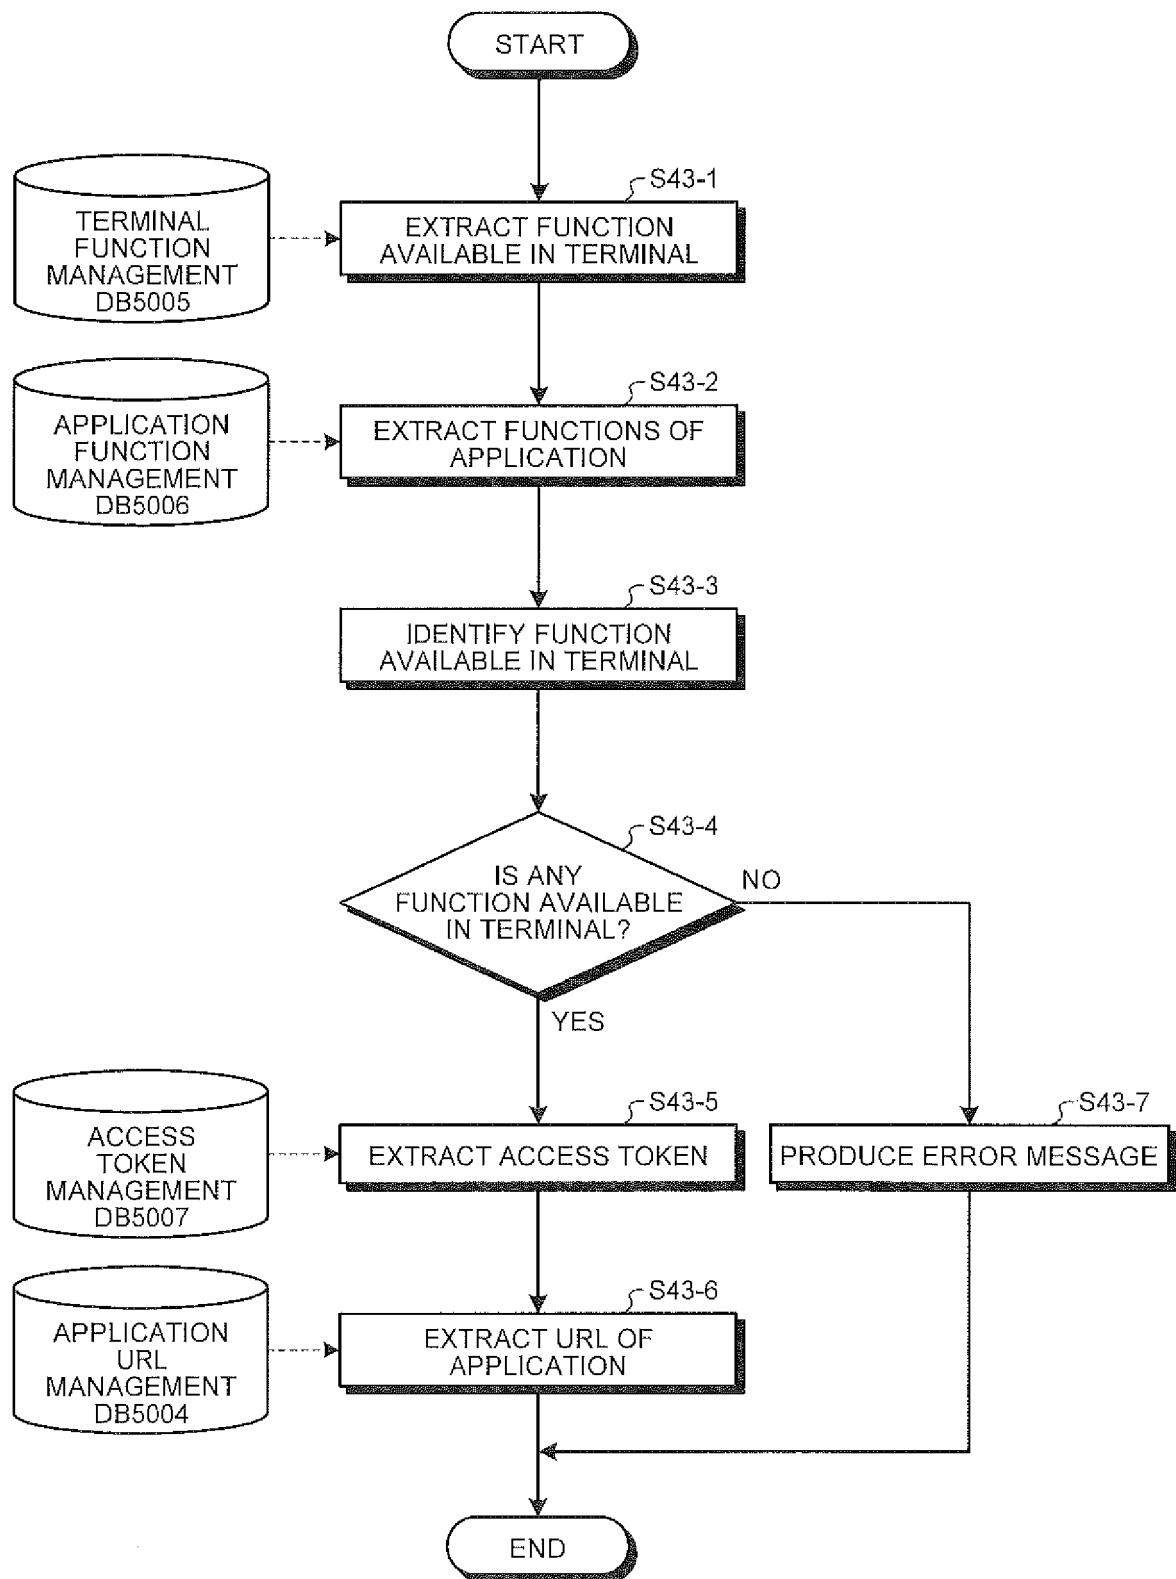 START
S43-1
TERMINAL
FUNCTION
MANAGEMENT
DB5005
EXTRACT FUNCTION
AVAILABLE IN TERMINAL
S43-2
APPLICATION
FUNCTION
MANAGEMENT
DB5006
EXTRACT FUNCTIONS OF
APPLICATION
S43-3
IDENTIFY FUNCTION
AVAILABLE IN TERMINAL
S43-4
IS ANY
FUNCTION AVAILABLE
IN TERMINAL?
NO
YES
S43-5
ACCESS
TOKEN
MANAGEMENT
DB5007
EXTRACT ACCESS TOKEN
S43-7
PRODUCE ERROR MESSAGE
S43-6
APPLICATION
URL
MANAGEMENT
DB5004
EXTRACT URL OF
APPLICATION
END